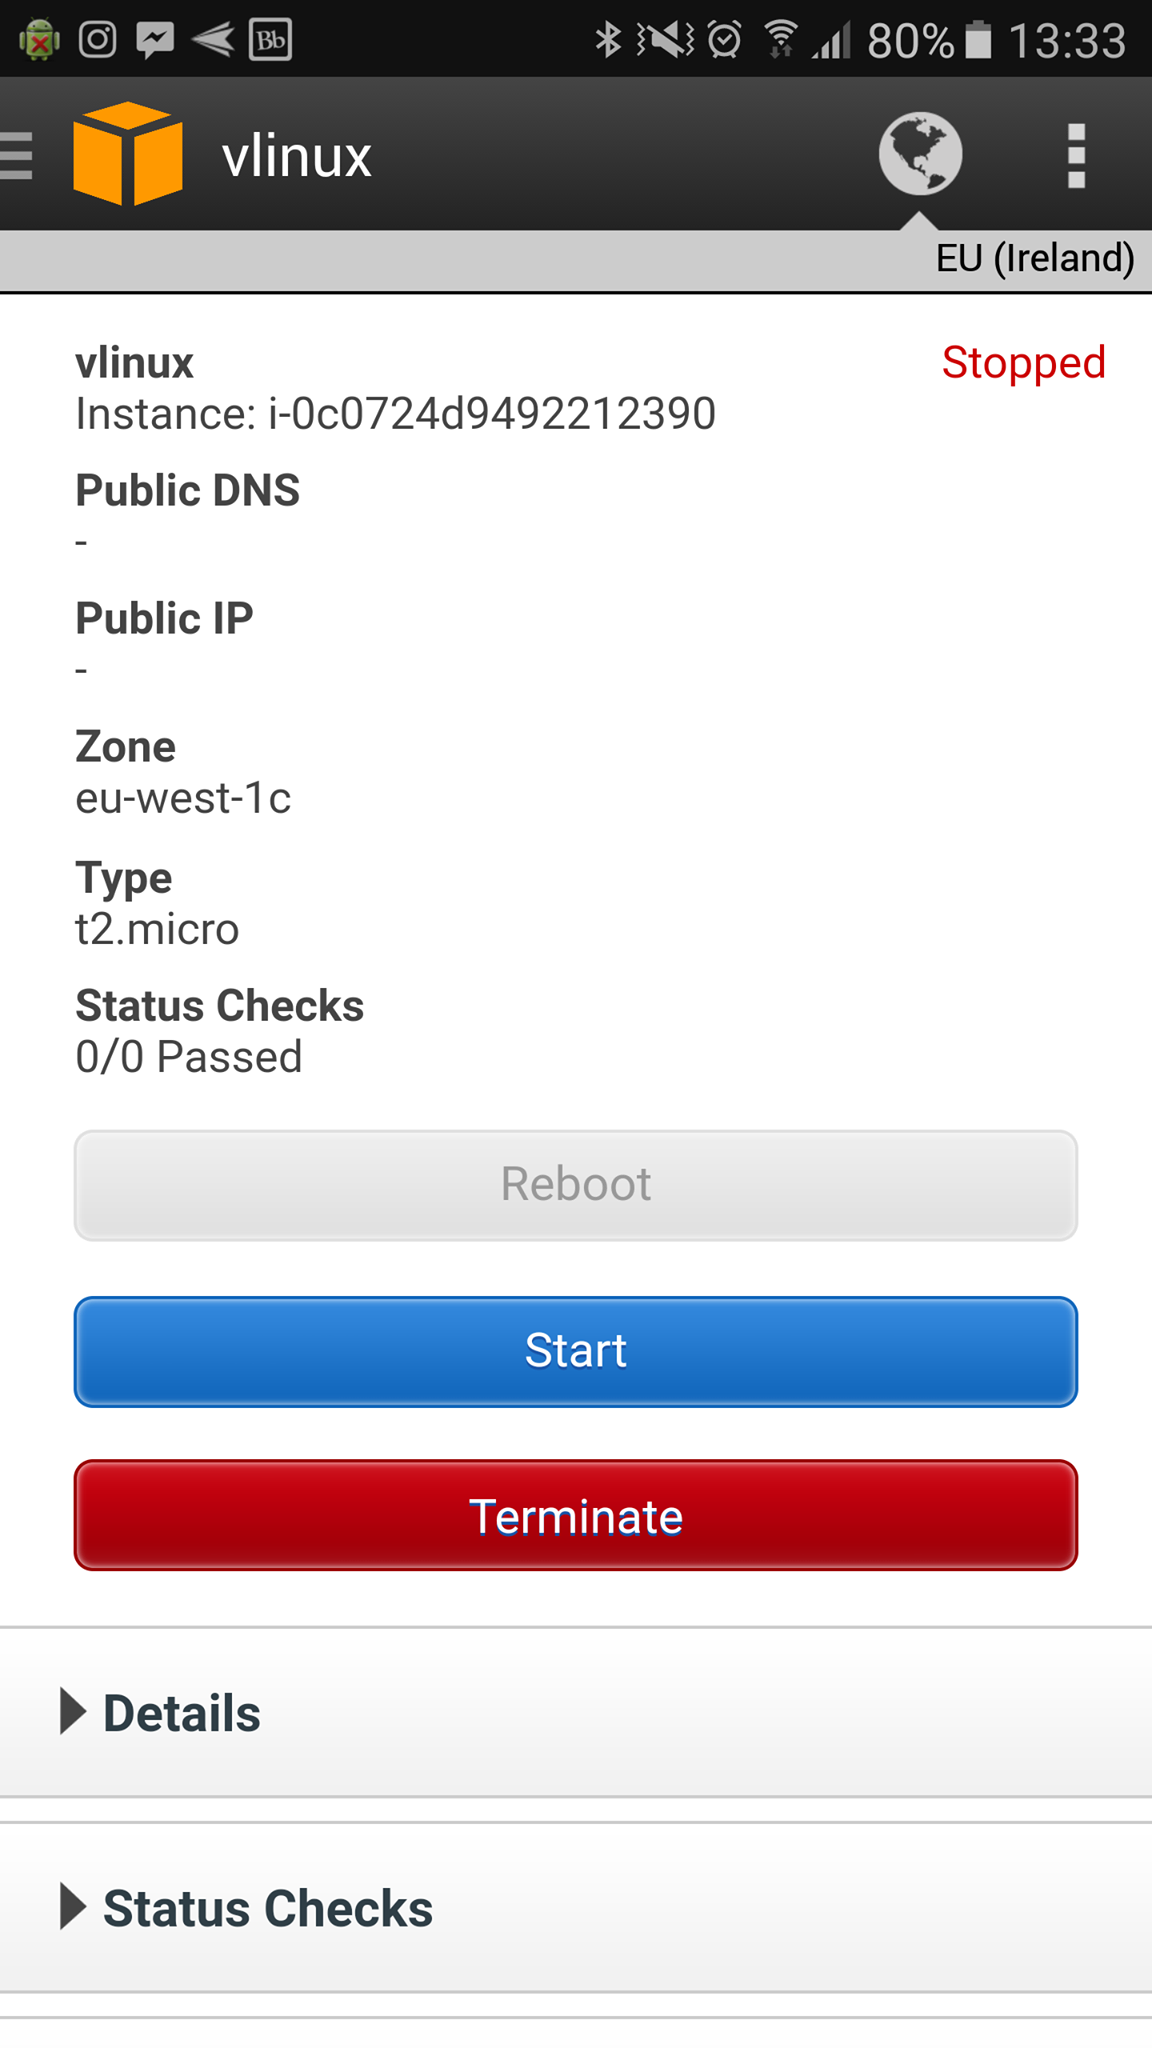 Bb 80% 13:33
vlinux
EU (Ireland)
vlinux Stopped
Instance: i-0c0724d9492212390
Public DNS
-
Public IP
-
Zone
eu-west-1c
Type
t2.micro
Status Checks
0/0 Passed
Reboot
Start
Terminate
Details
Status Checks